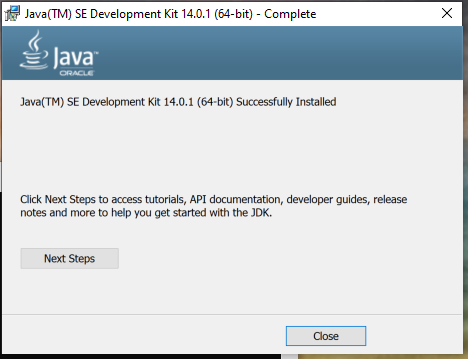 Java(TM) SE Development Kit 14.0.1 (64-bit) - Complete
Java™
ORACLE
Java(TM) SE Development Kit 14.0.1 (64-bit) Successfully Installed
Click Next Steps to access tutorials, API documentation, developer guides, release
notes and more to help you get started with the JDK.
Next Steps
Close